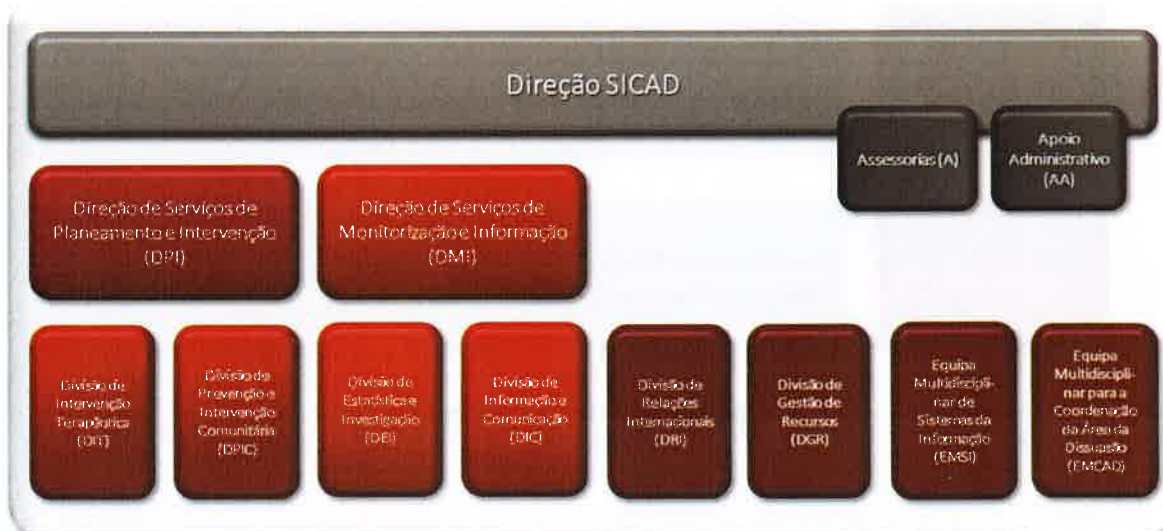 Direção SICAD
Assessorias (A)
Apoio
Administrativo
(AA)
Direção de Serviços de
Planeamento e Intervenção
(DPI)
Direção de Serviços de
Monitorização e Informação
(DMI)
Divisão de
Intervenção
Terapêutica
(DIT)
Divisão de
Prevenção e
Intervenção
Comunitária
(DPIC)
Divisão de
Estatística e
Investigação
(DEI)
Divisão de
Informação e
Comunicação
(DIC)
Divisão de
Relações
Internacionais
(DRI)
Divisão de
Gestão de
Recursos
(DGR)
Equipa
Multidiscipli-
nar de
Sistemas da
Informação
(EMSI)
Equipa
Multidiscipli-
nar para a
Coordenação
da Área da
Dissuasão
(EMCAD)